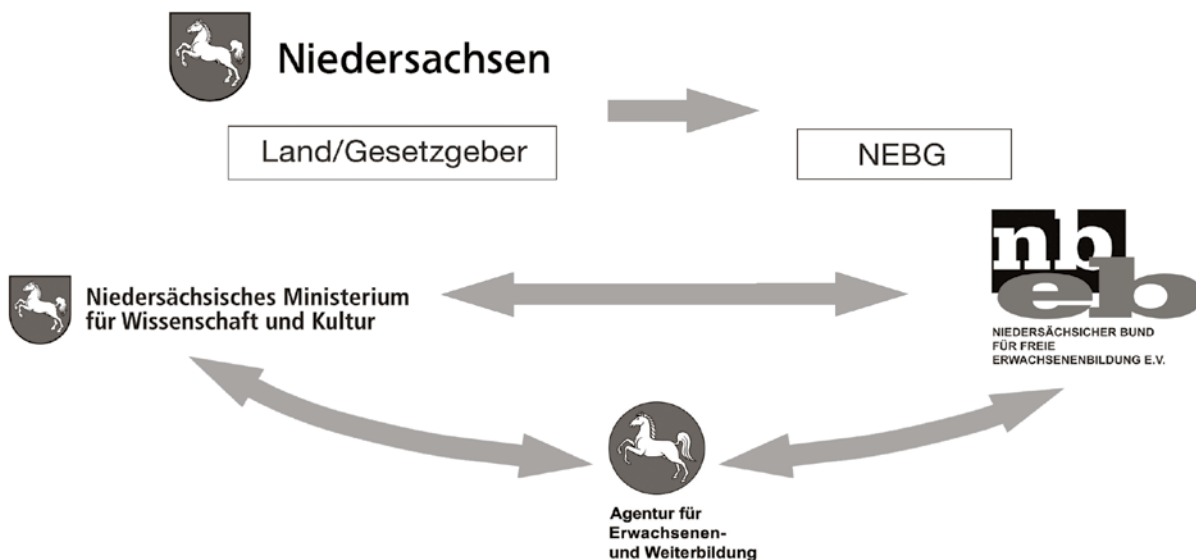 Niedersachsen
Land/Gesetzgeber
NEBG
Niedersächsisches Ministerium
für Wissenschaft und Kultur
nb
eb
NIEDERSÄCHSICHER BUND
FÜR FREIE
ERWACHSENENBILDUNG E.V.
Agentur für
Erwachsenen-
und Weiterbildung